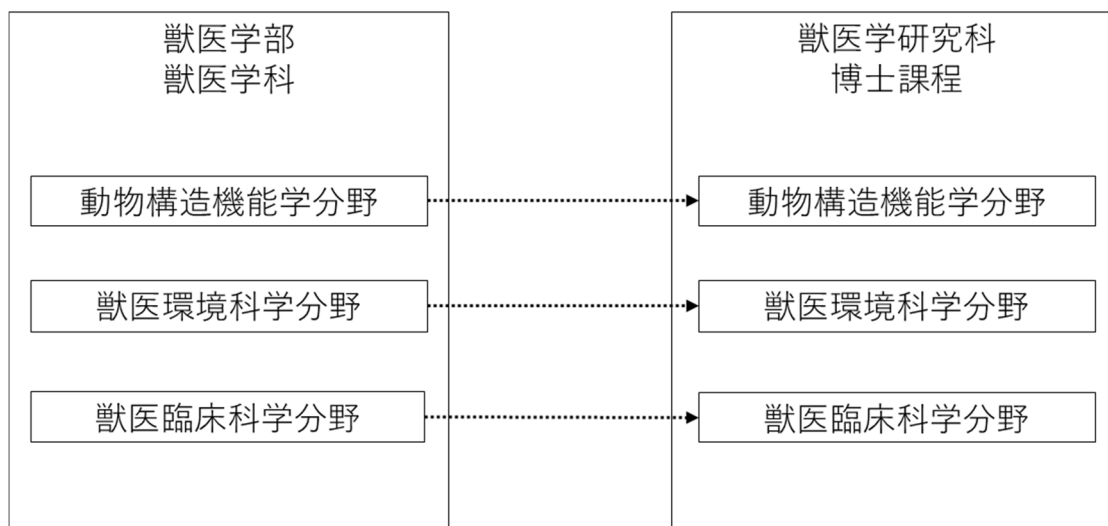 獣医学部
獣医学科
動物構造機能学分野
獣医環境科学分野
獣医臨床科学分野
獣医学研究科
博士課程
動物構造機能学分野
獣医環境科学分野
獣医臨床科学分野